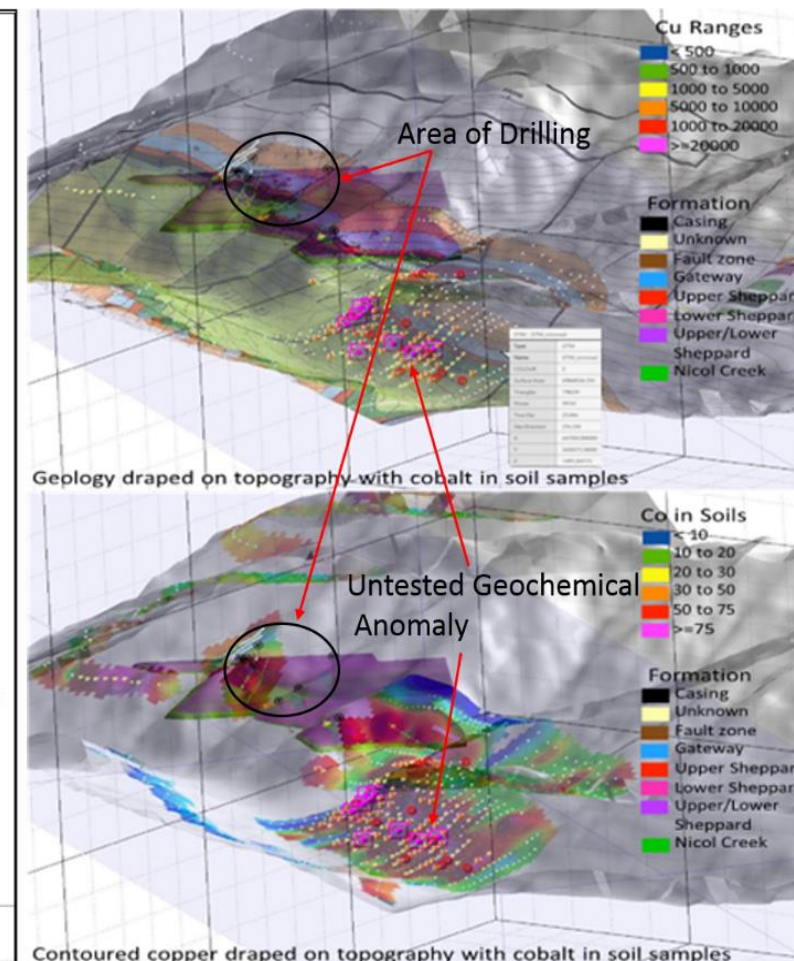 Cu Ranges
< 500
500 to 1000
1000 to 5000
5000 to 10000
1000 to 20000
>=20000
Area of Drilling
Formation
Casing
Unknown
Fault zone
Gateway
Upper Sheppar
Lower Sheppar
Upper/Lower
Sheppard
Nicol Creek
Geology draped on topography with cobalt in soil samples
Co in Soils
< 10
10 to 20
20 to 30
30 to 50
50 to 75
>=75
Untested Geochemical
Anomaly
Formation
Casing
Unknown
Fault zone
Gateway
Upper Sheppar
Lower Sheppar
Upper/Lower
Sheppard
Nicol Creek
Contoured copper draped on topography with cobalt in soil samples